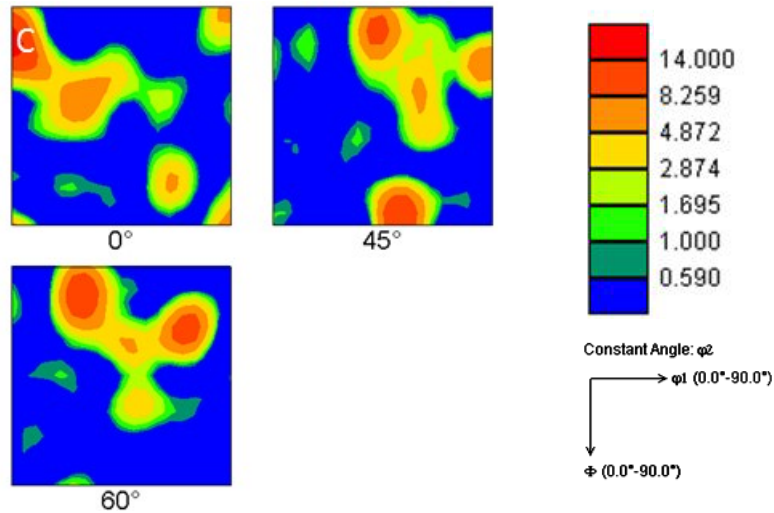 C
0°
45°
60°
14.000
8.259
4.872
2.874
1.695
1.000
0.590
Constant Angle: φ2
φ1 (0.0°-90.0°)
Φ (0.0°-90.0°)